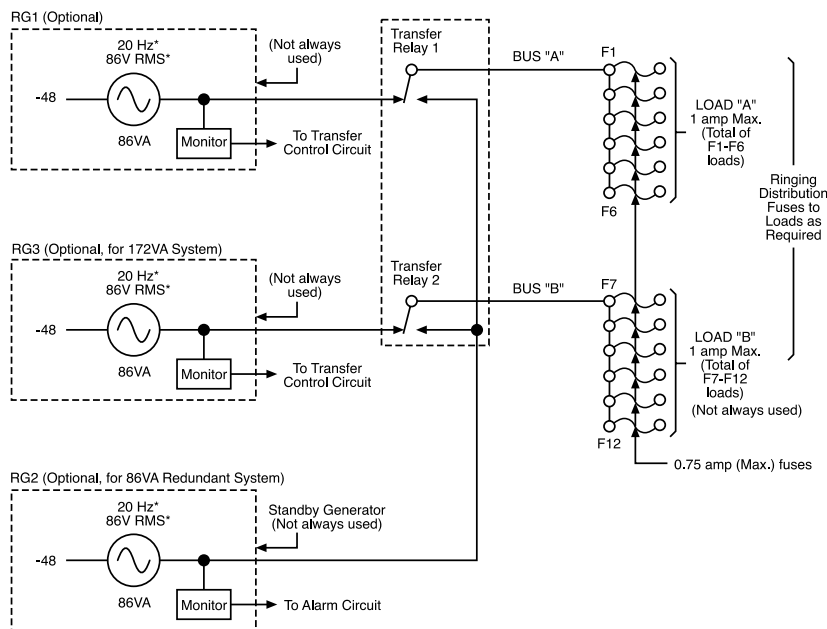 RG1 (Optional)
20 Hz*
86V RMS*
-48
86VA
Monitor
(Not always
used)
To Transfer
Control Circuit
Transfer
Relay 1
BUS "A"
F1
F6
LOAD "A"
1 amp Max.
(Total of
F1-F6
loads)
Ringing
Distribution
Fuses to
Loads as
Required
RG3 (Optional, for 172VA System)
20 Hz*
86V RMS*
-48
86VA
Monitor
(Not always
used)
To Transfer
Control Circuit
Transfer
Relay 2
BUS "B"
F7
F12
LOAD "B"
1 amp Max.
(Total of
F7-F12
loads)
(Not always used)
0.75 amp (Max.) fuses
RG2 (Optional, for 86VA Redundant System)
20 Hz*
86V RMS*
-48
86VA
Monitor
Standby Generator
(Not always used)
To Alarm Circuit